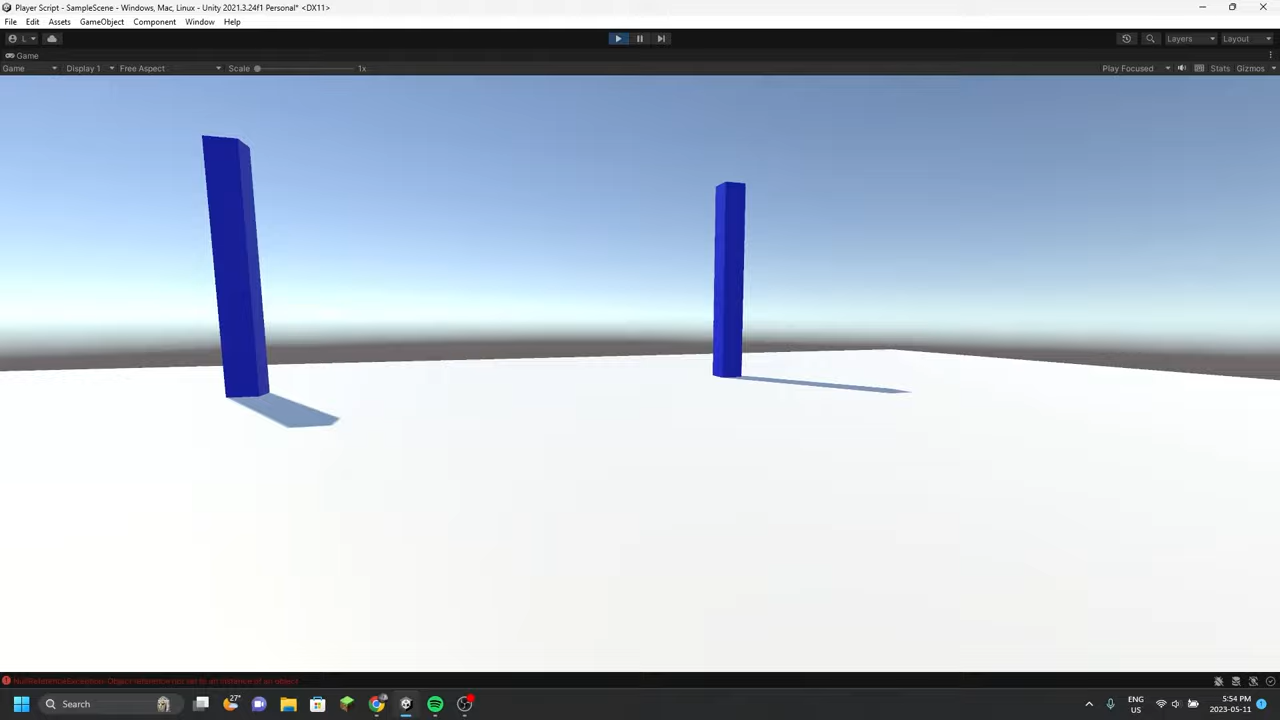 Player Script - SampleScene - Windows, Mac, Linux - Unity 2021.3.24f1 Personal* <DX11>
File Edit Assets GameObject Component Window Help
L Layers Layout
Game
Game Display 1 Free Aspect Scale 1x Play Focused Stats Gizmos
NullReferenceException: Object reference not set to an instance of an object
Search 27° ENG 5:54 PM
US 2023-05-11 1